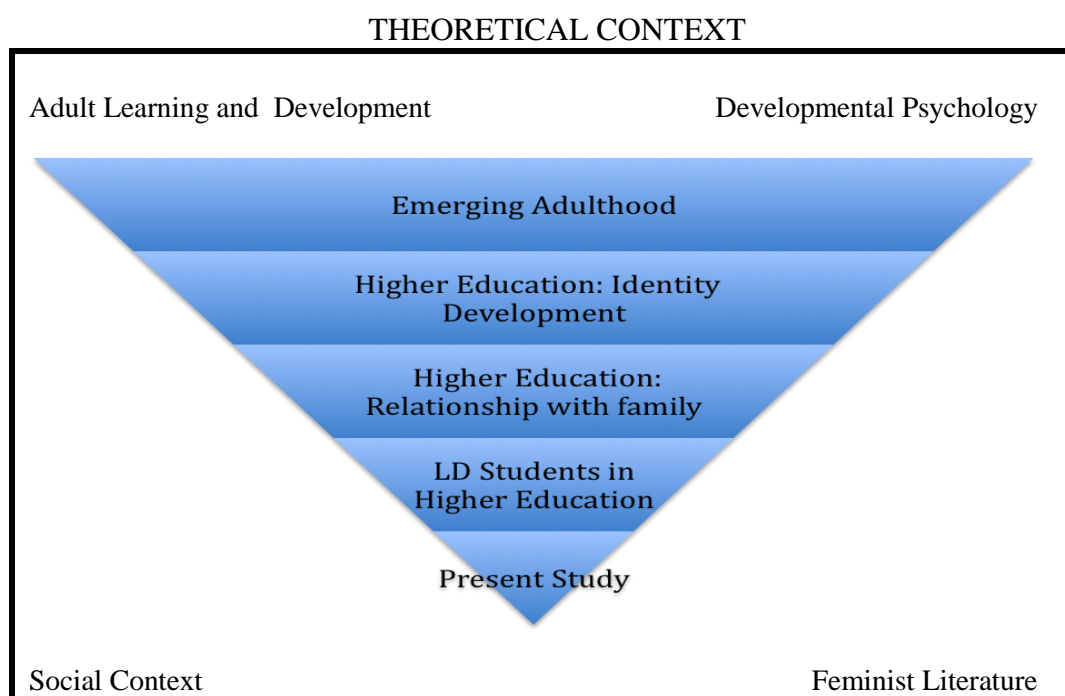 THEORETICAL CONTEXT
Adult Learning and Development
Developmental Psychology
Emerging Adulthood
Higher Education: Identity
Development
Higher Education:
Relationship with family
LD Students in
Higher Education
Present Study
Social Context
Feminist Literature